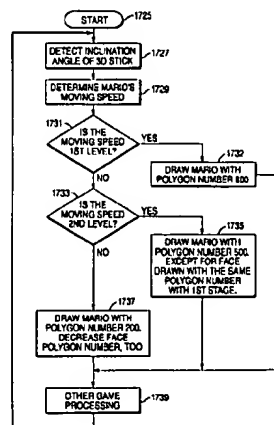 START
1725
DETECT INCLINATION
ANGLE OF 3D STICK
1727
DETERMINE MARIO'S
MOVING SPEED
1729
1731
IS THE
MOVING SPEED
1ST LEVEL?
YES
NO
1732
DRAW MARIO WITH
POLYGON NUMBER 800
1733
IS THE
MOVING SPEED
2ND LEVEL?
YES
NO
1735
DRAW MARIO WITH
POLYGON NUMBER 500.
EXCEPT FOR FACE
DRAWN WITH THE SAME
POLYGON NUMBER
WITH 1ST STAGE.
1737
DRAW MARIO WITH
POLYGON NUMBER 200.
DECREASE FACE
POLYGON NUMBER, TOO
OTHER GAVE
PROCESSING
1739